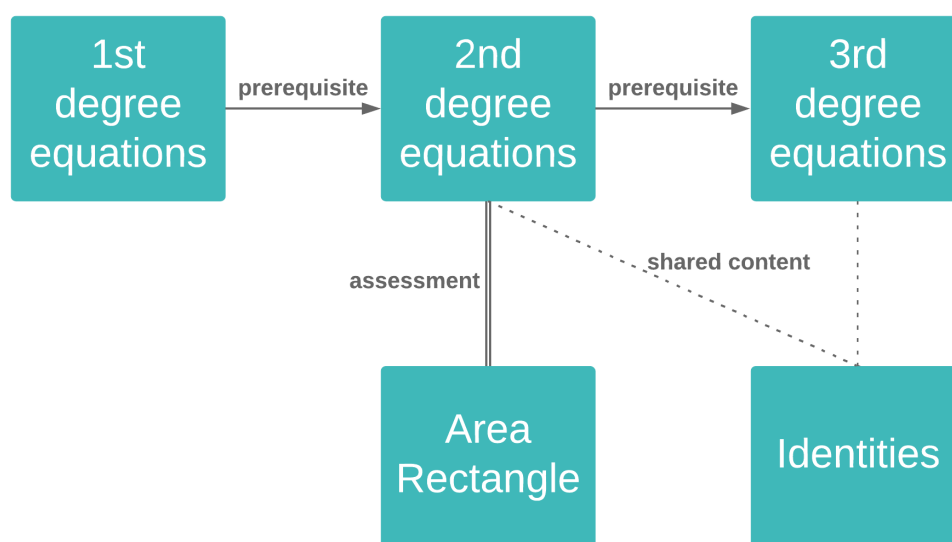 1st
degree
equations
prerequisite
2nd
degree
equations
prerequisite
3rd
degree
equations
shared content
assessment
Area
Rectangle
Identities